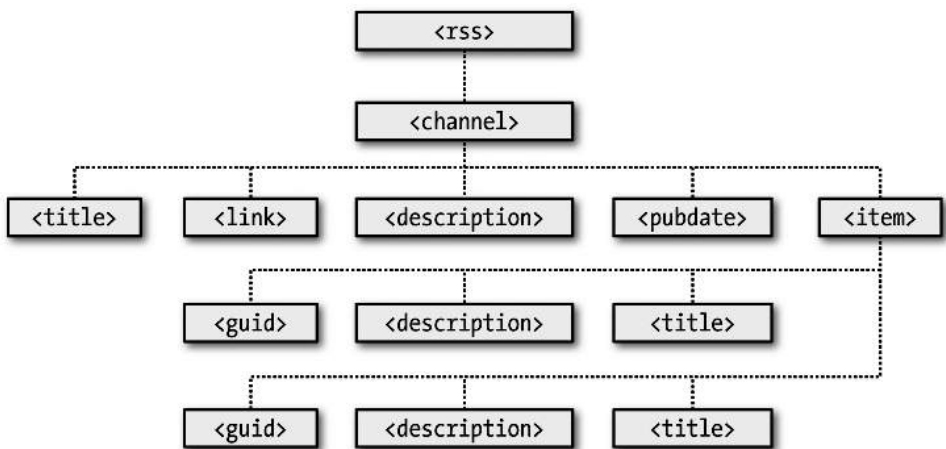 <rss>
<channel>
<title> <link> <description> <pubdate> <item>
<guid> <description> <title>
<guid> <description> <title>